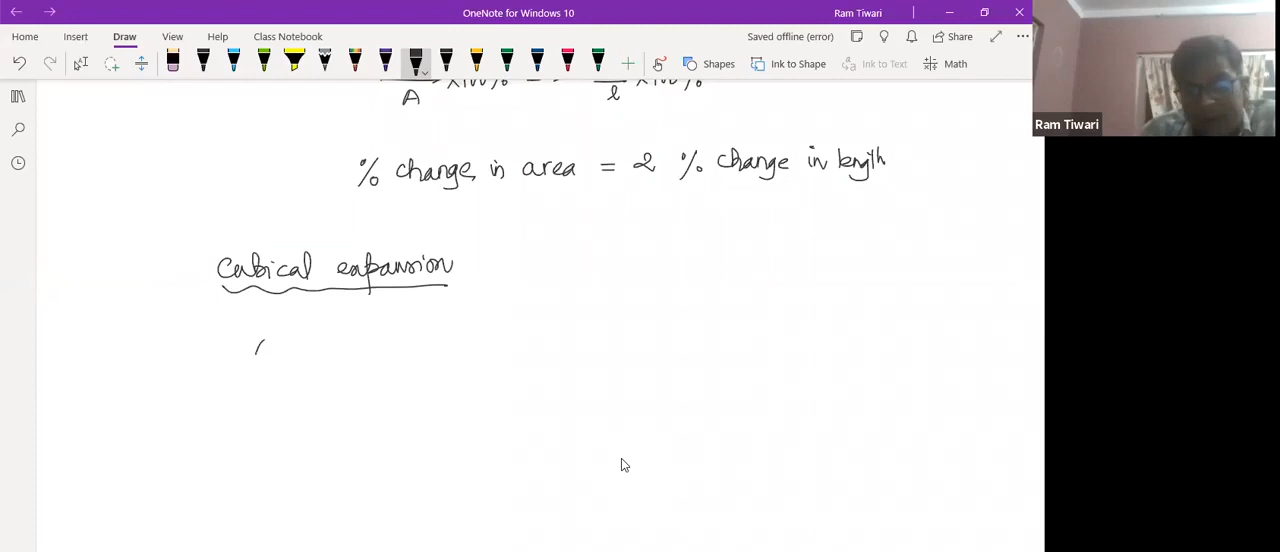 OneNote for Windows 10
Ram Tiwari
Home Insert Draw View Help Class Notebook
Saved offline (error) Share
Shapes Ink to Shape Ink to Text Math
Ram Tiwari
A l
% change in area = 2 % change in length
Cubical expansion